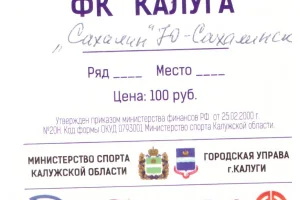 ФК КАЛУГА
„Сахалин" Ю-Сахалинск
Ряд ____ Место ____
Цена: 100 руб.
Утвержден приказом министерства финансов РФ от 25.02.2000 г.
№20Н. Код формы ОКУД 0793001 Министерство спорта Калужской области.
МИНИСТЕРСТВО СПОРТА
КАЛУЖСКОЙ ОБЛАСТИ
ГОРОДСКАЯ УПРАВА
г.КАЛУГИ